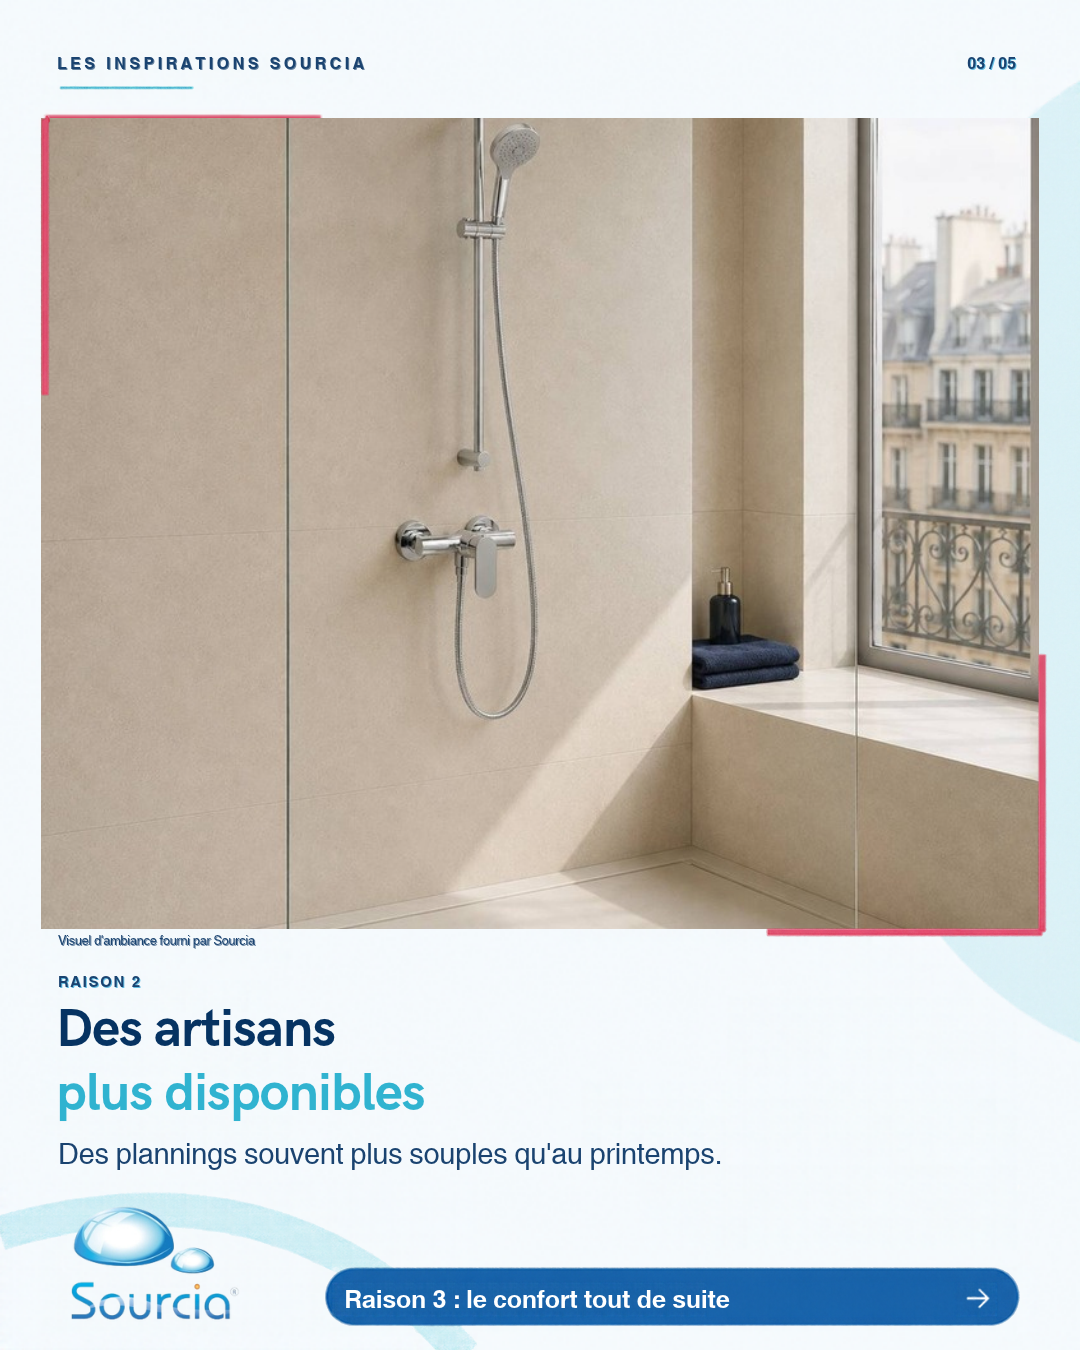 LES INSPIRATIONS SOURCIA
03 / 05
Visuel d'ambiance fourni par Sourcia
RAISON 2
Des artisans
plus disponibles
Des plannings souvent plus souples qu'au printemps.
Sourcia®
Raison 3 : le confort tout de suite